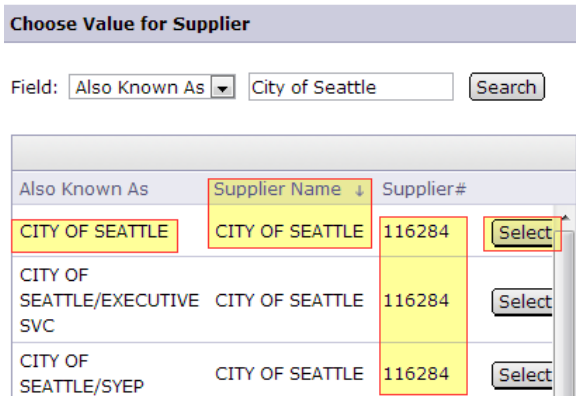 Choose Value for Supplier
Field: Also Known As City of Seattle Search
Also Known As Supplier Name ↓ Supplier#
CITY OF SEATTLE CITY OF SEATTLE 116284 Select
CITY OF
SEATTLE/EXECUTIVE CITY OF SEATTLE 116284 Select
SVC
CITY OF
SEATTLE/SYEP CITY OF SEATTLE 116284 Select